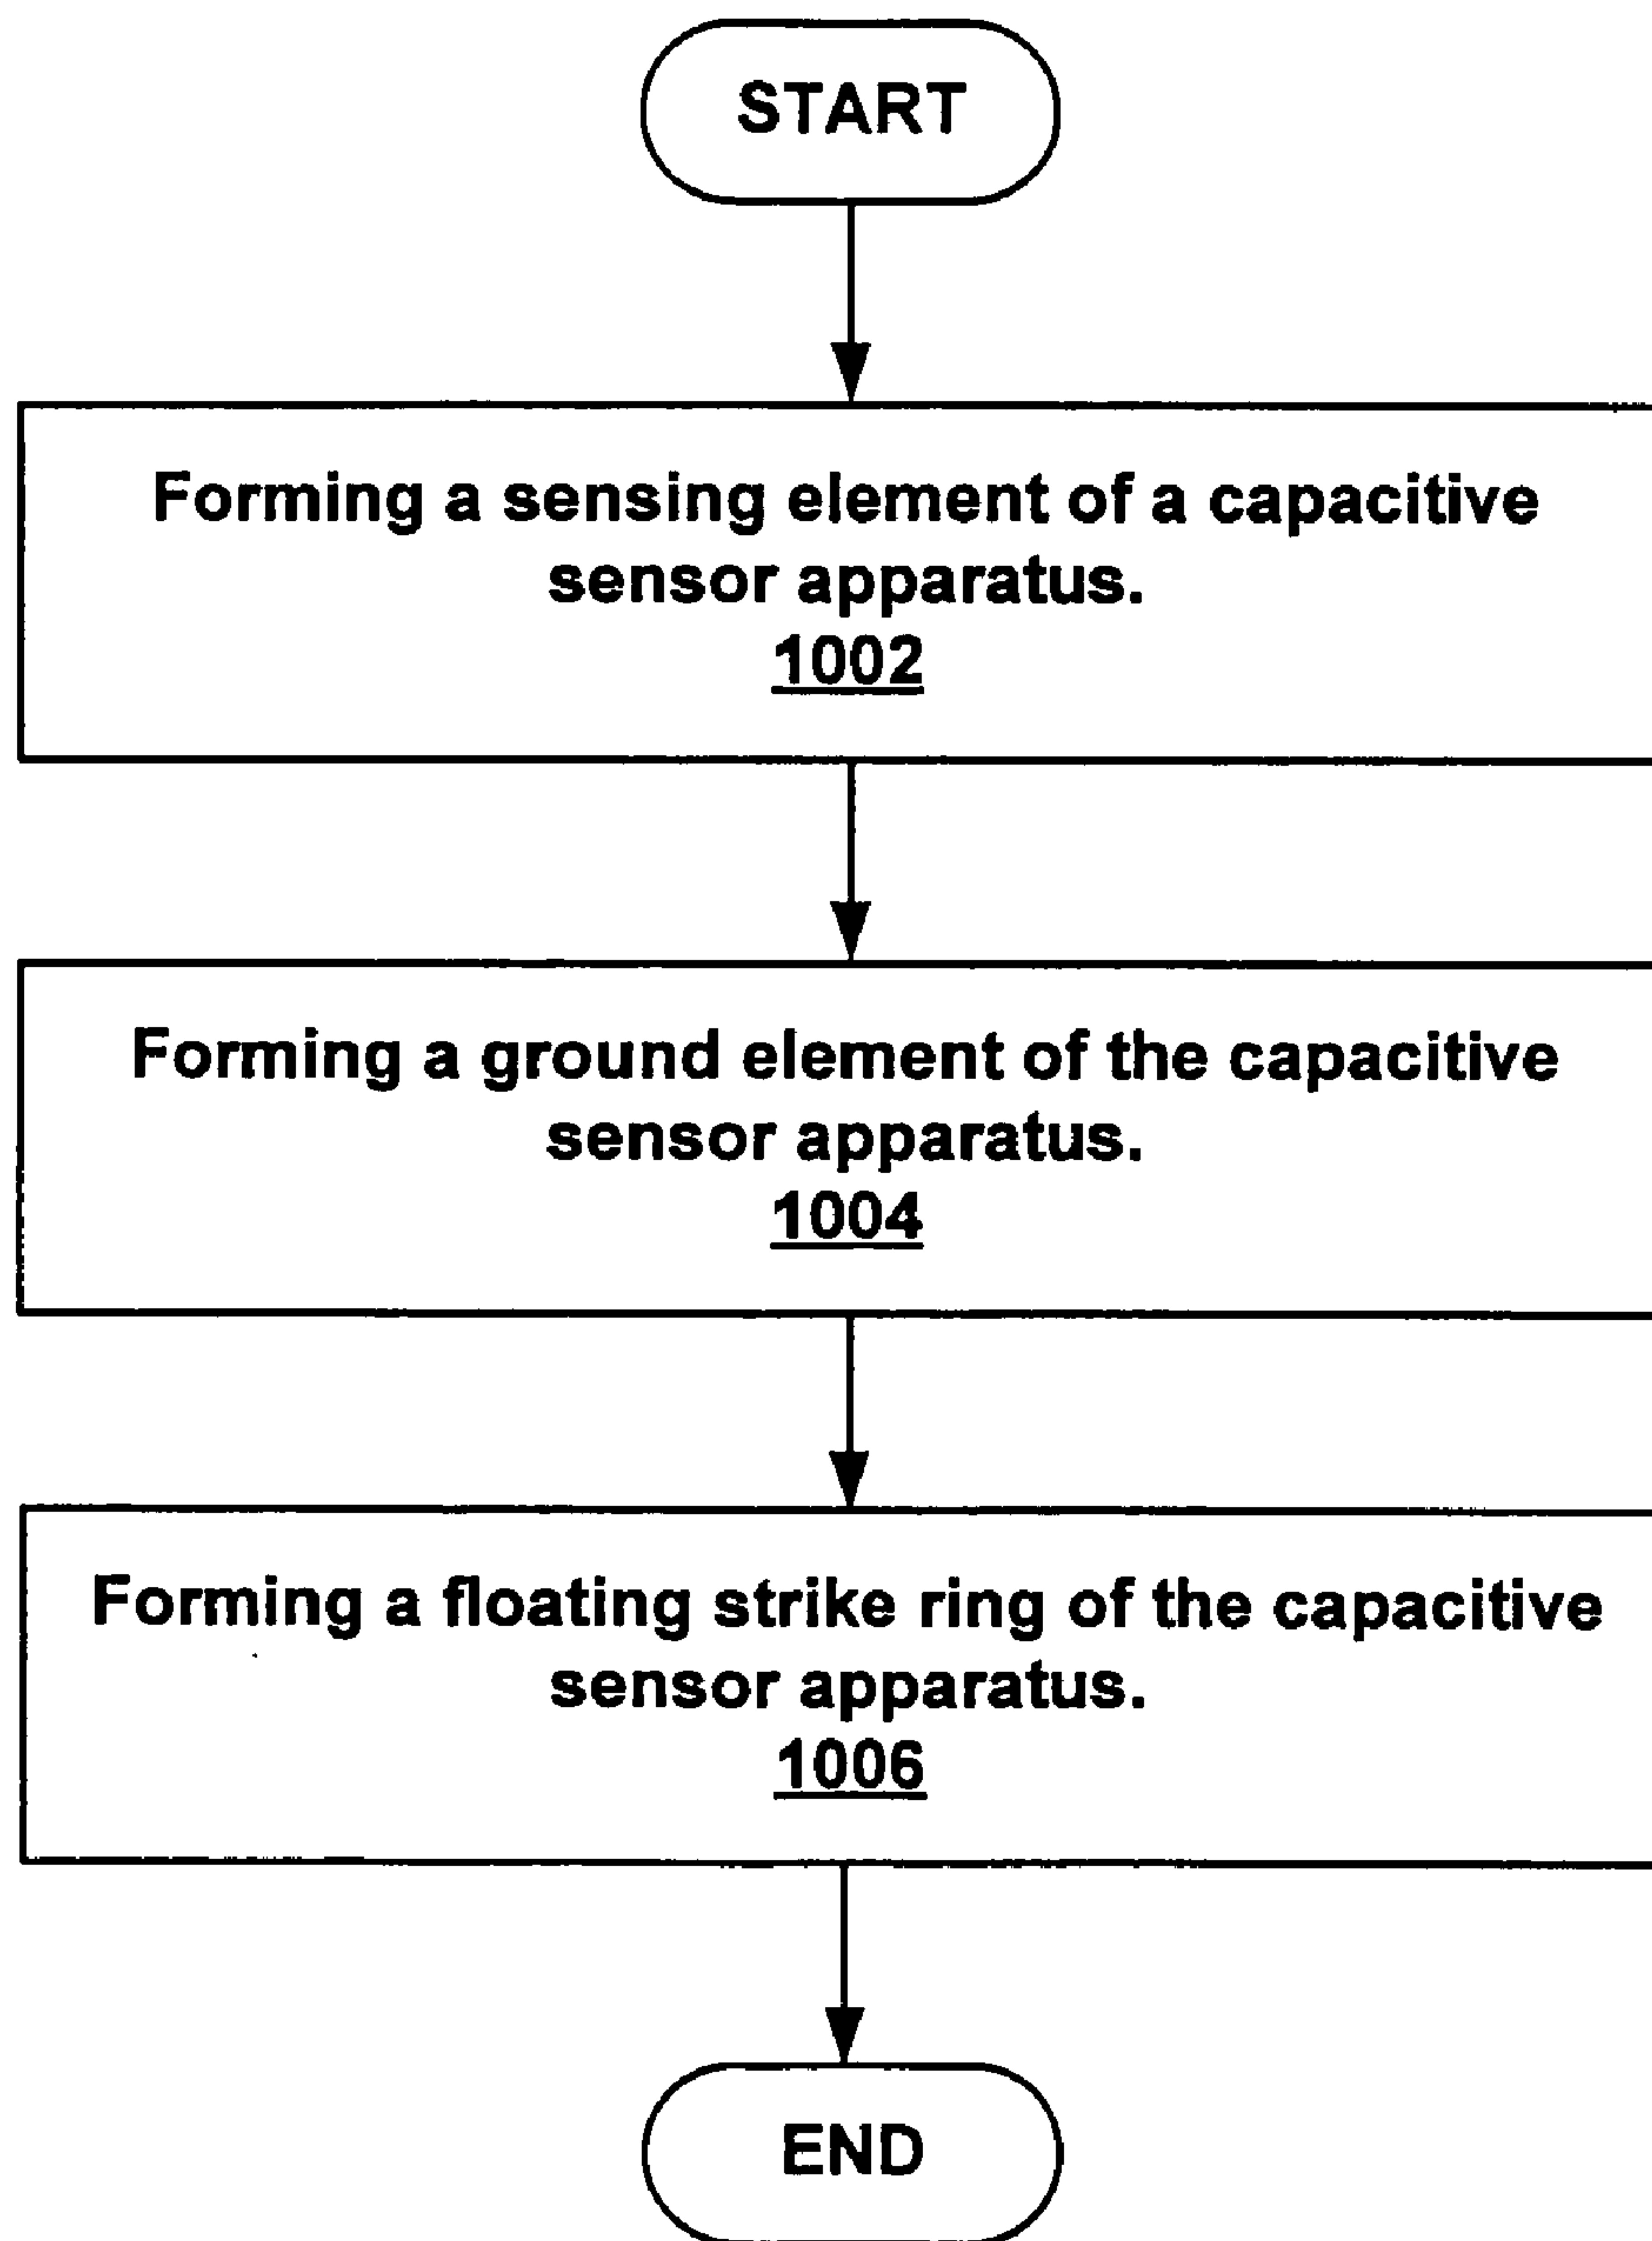 START
Forming a sensing element of a capacitive
sensor apparatus.
1002
Forming a ground element of the capacitive
sensor apparatus.
1004
Forming a floating strike ring of the capacitive
sensor apparatus.
1006
END